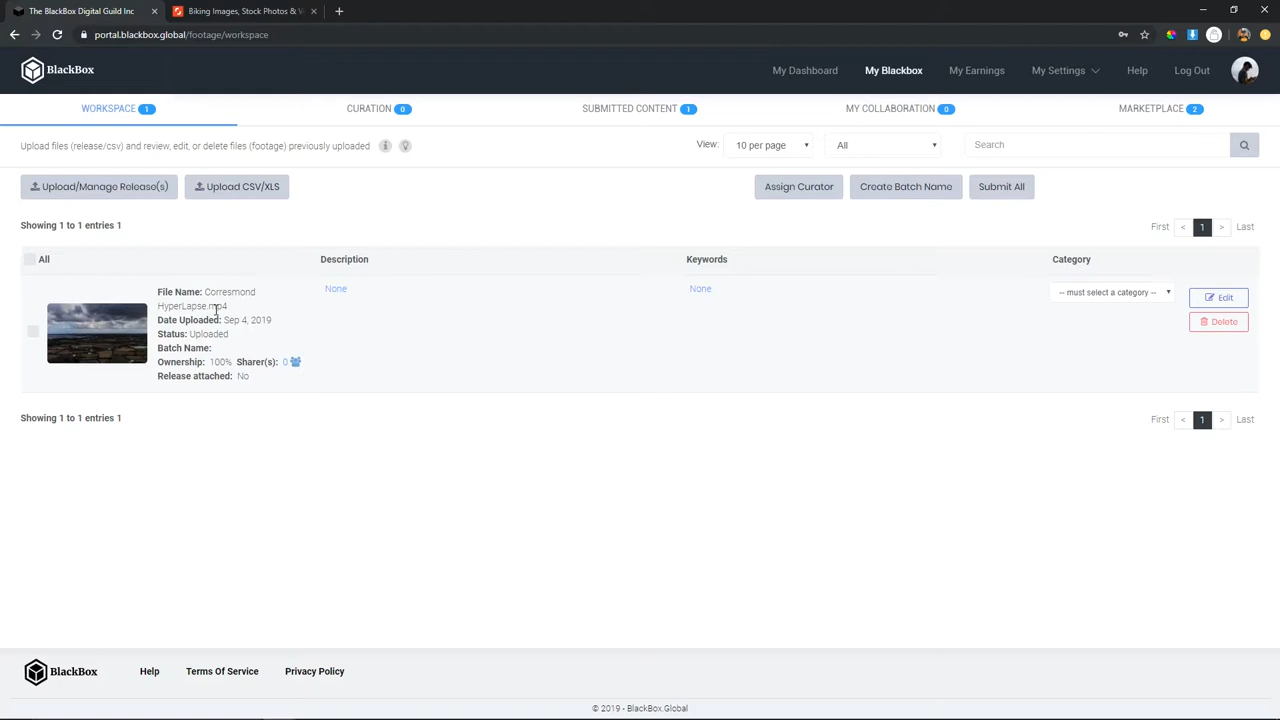 The BlackBox Digital Guild Inc
Biking Images, Stock Photos & V
portal.blackbox.global/footage/workspace
BlackBox
My Dashboard My Blackbox My Earnings My Settings Help Log Out
WORKSPACE 1 CURATION 0 SUBMITTED CONTENT 1 MY COLLABORATION 0 MARKETPLACE 2
Upload files (release/csv) and review, edit, or delete files (footage) previously uploaded View: 10 per page All Search
Upload/Manage Release(s) Upload CSV/XLS Assign Curator Create Batch Name Submit All
Showing 1 to 1 entries 1 First < 1 > Last
All Description Keywords Category
File Name: Corresmond
HyperLapse.mp4
Date Uploaded: Sep 4, 2019
Status: Uploaded
Batch Name:
Ownership: 100% Sharer(s): 0
Release attached: No
None
None
-- must select a category --
Edit
Delete
Showing 1 to 1 entries 1 First < 1 > Last
BlackBox Help Terms Of Service Privacy Policy
© 2019 - BlackBox.Global